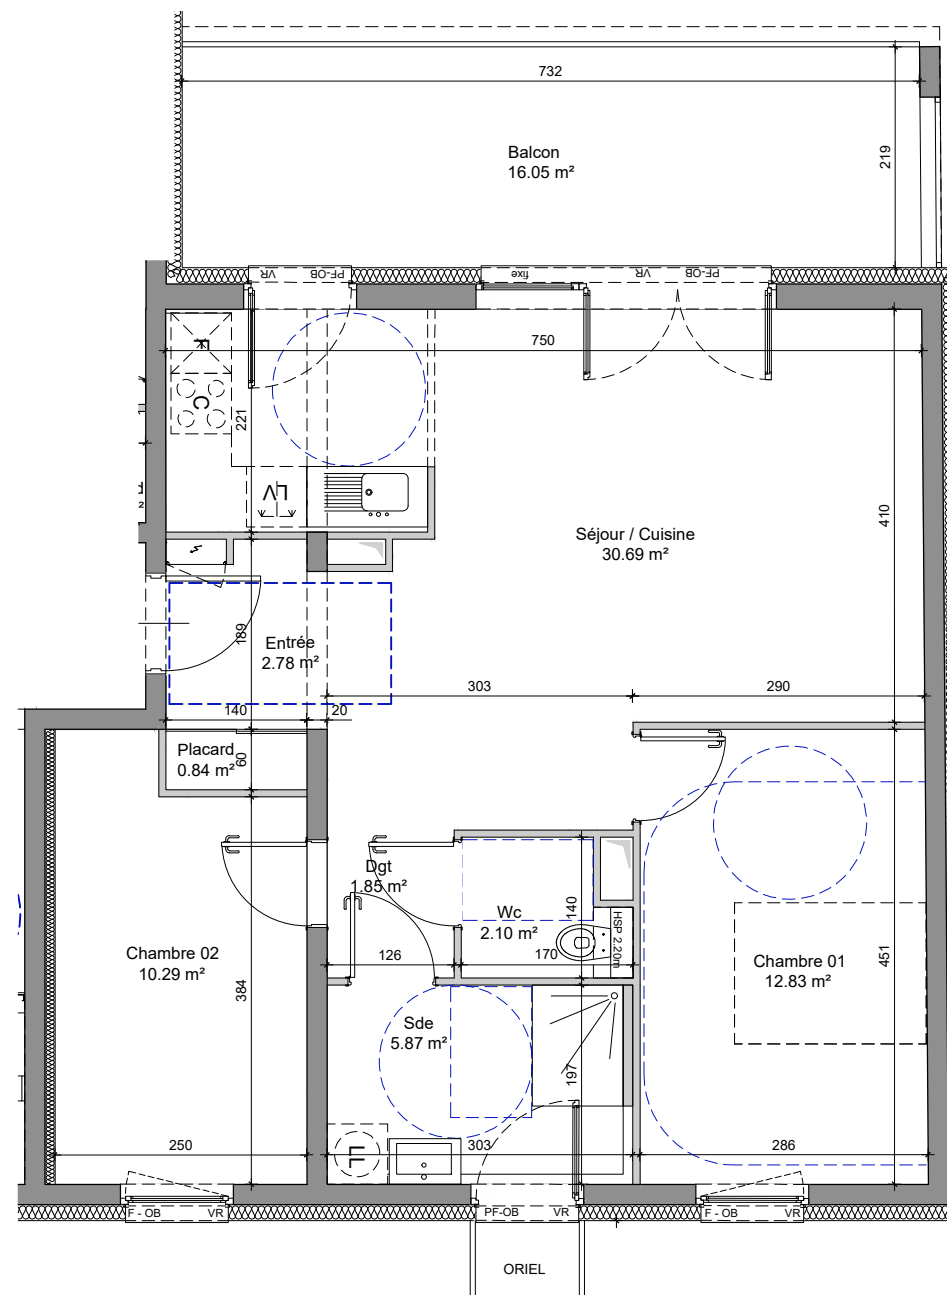 732
Balcon
16.05 m²
219
VR
PF-OB
fixe
VR
PF-OB
F
750
C
221
LV
Séjour / Cuisine
30.69 m²
410
189
Entrée
2.78 m²
303
290
140
20
Placard
0.84 m²
60
Dgt
1.85 m²
Wc
2.10 m²
140
HSP 2.20m
126
170
Chambre 02
10.29 m²
384
Chambre 01
12.83 m²
451
Sde
5.87 m²
197
LL
250
303
286
F - OB
VR
PF-OB
VR
F - OB
VR
ORIEL